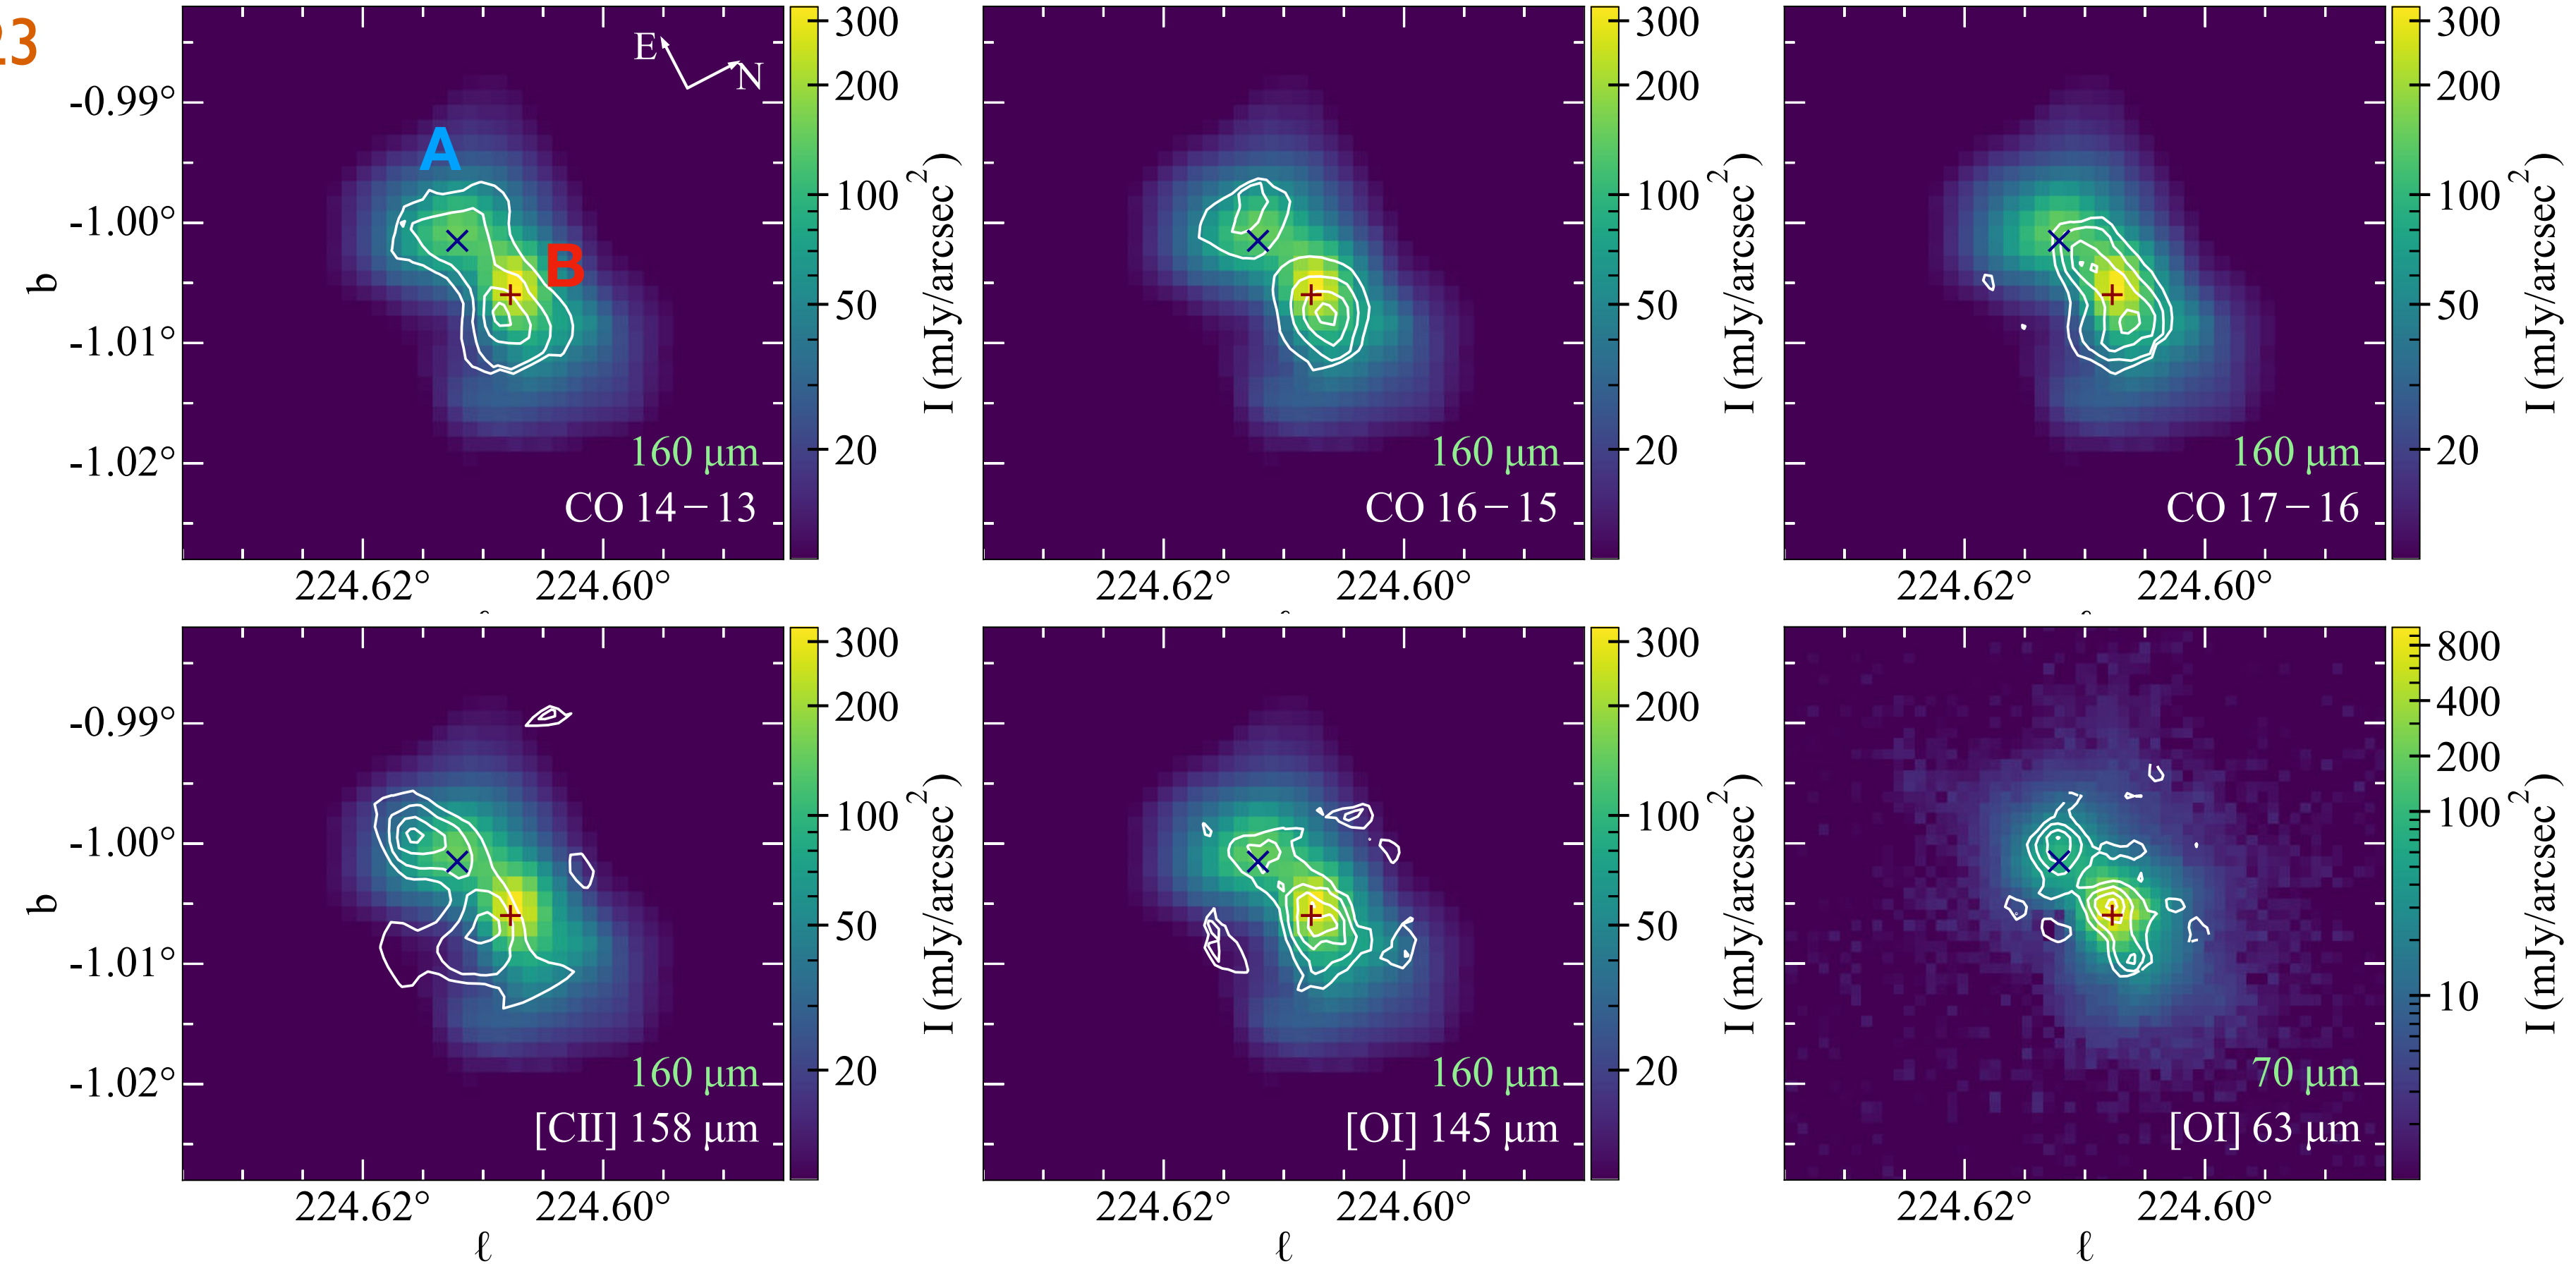 23
E
N
A
B
160 μm
CO 14−13
-0.99°
-1.00°
-1.01°
-1.02°
b
224.62°
224.60°
300
200
100
50
20
I (mJy/arcsec²)
160 μm
CO 16−15
224.62°
224.60°
300
200
100
50
20
I (mJy/arcsec²)
160 μm
CO 17−16
224.62°
224.60°
300
200
100
50
20
I (mJy/arcsec²)
160 μm
[CII] 158 μm
-0.99°
-1.00°
-1.01°
-1.02°
b
224.62°
224.60°
ℓ
300
200
100
50
20
I (mJy/arcsec²)
160 μm
[OI] 145 μm
224.62°
224.60°
ℓ
300
200
100
50
20
I (mJy/arcsec²)
70 μm
[OI] 63 μm
224.62°
224.60°
ℓ
800
400
200
100
10
I (mJy/arcsec²)